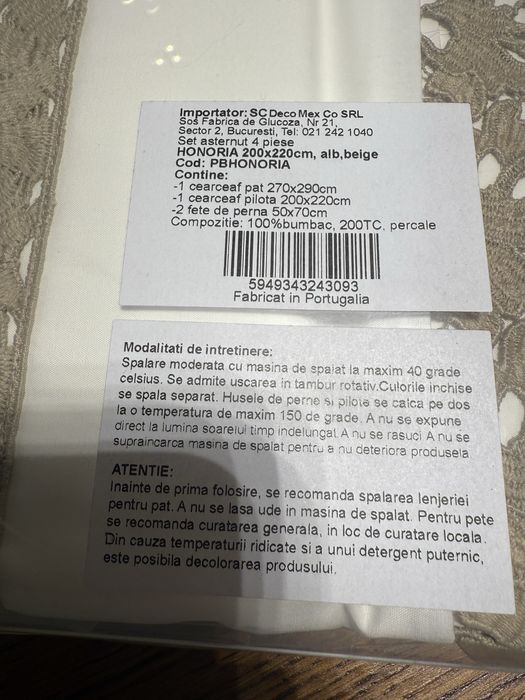 Importator: SC Deco Mex Co SRL
Sos Fabrica de Glucoza, Nr 21,
Sector 2, Bucuresti, Tel: 021 242 1040
Set asternut 4 piese
HONORIA 200x220cm, alb,beige
Cod: PBHONORIA
Contine:
-1 cearceaf pat 270x290cm
-1 cearceaf pilota 200x220cm
-2 fete de perna 50x70cm
Compozitie: 100%bumbac, 200TC, percale
5949343243093
Fabricat in Portugalia
Modalitati de intretinere:
Spalare moderata cu masina de spalat la maxim 40 grade
celsius. Se admite uscarea in tambur rotativ.Culorile inchise
se spala separat. Husele de perne si pilote se calca pe dos
la o temperatura de maxim 150 de grade. A nu se expune
direct la lumina soarelui timp indelungat. A nu se rasuci A nu se
supraincarca masina de spalat pentru a nu deteriora produsela
ATENTIE:
Inainte de prima folosire, se recomanda spalarea lenjeriei
pentru pat. A nu se lasa ude in masina de spalat. Pentru pete
se recomanda curatarea generala, in loc de curatare locala.
Din cauza temperaturii ridicate si a unui detergent puternic,
este posibila decolorarea produsului.